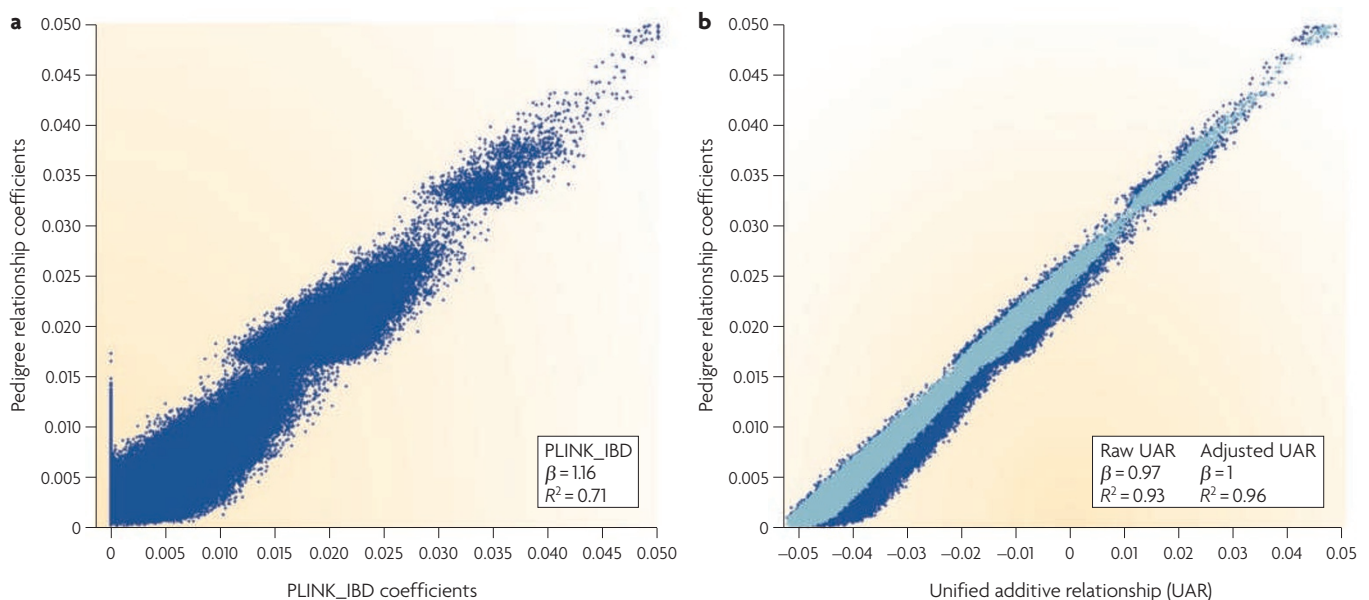 a
0.050
0.045
0.040
0.035
0.030
0.025
0.020
0.015
0.010
0.005
0
Pedigree relationship coefficients
PLINK_IBD
β = 1.16
R² = 0.71
0 0.005 0.010 0.015 0.020 0.025 0.030 0.035 0.040 0.045 0.050
PLINK_IBD coefficients
b
0.050
0.045
0.040
0.035
0.030
0.025
0.020
0.015
0.010
0.005
0
Pedigree relationship coefficients
Raw UAR Adjusted UAR
β = 0.97 β = 1
R² = 0.93 R² = 0.96
–0.05 –0.04 –0.03 –0.02 –0.01 0 0.01 0.02 0.03 0.04 0.05
Unified additive relationship (UAR)